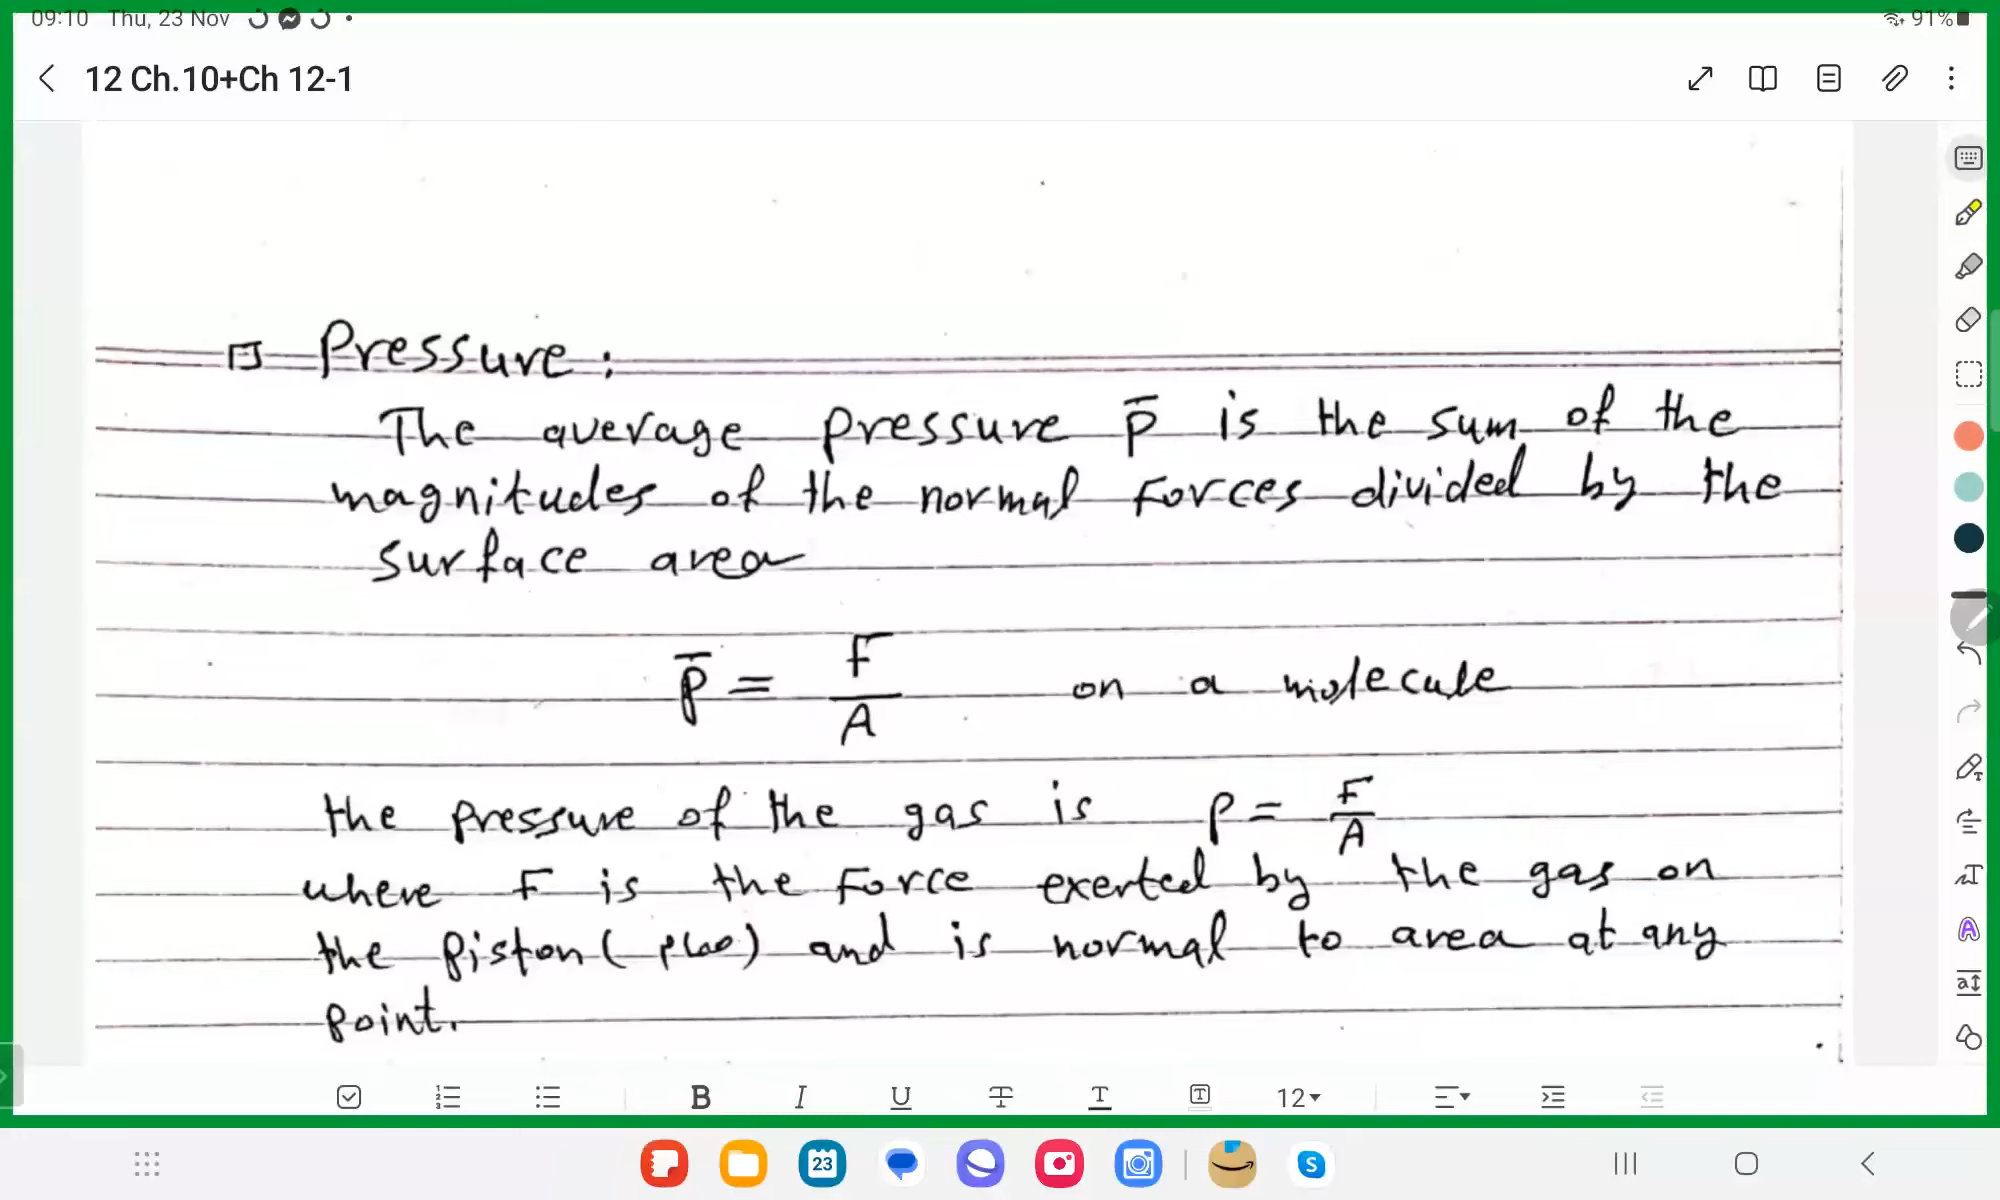 09:10 Thu, 23 Nov
91%
12 Ch.10+Ch 12-1
Pressure:
The average pressure p̄ is the sum of the
magnitudes of the normal forces divided by the
surface area
p̄ = F/A on a molecule
the pressure of the gas is p = F/A
where F is the force exerted by the gas on
the piston ( ) and is normal to area at any
point.
B I U T T T 12
23
S